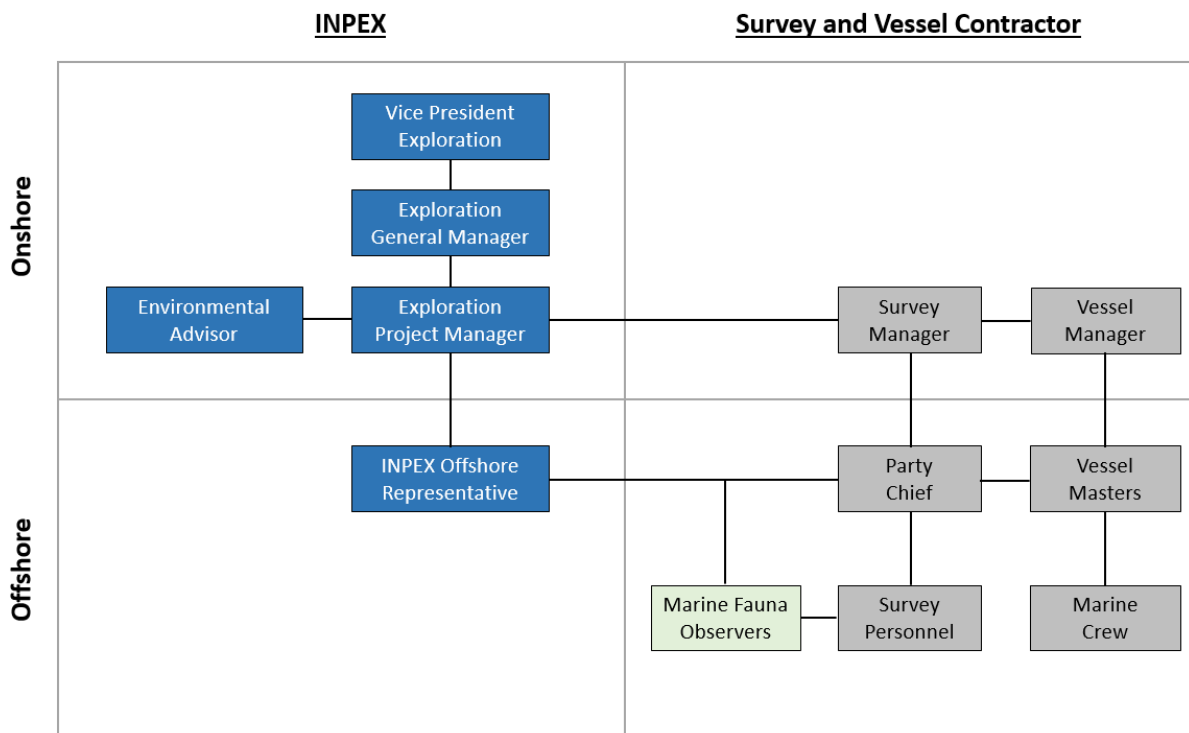 INPEX
Survey and Vessel Contractor
Onshore
Vice President
Exploration
Exploration
General Manager
Environmental
Advisor
Exploration
Project Manager
Survey
Manager
Vessel
Manager
Offshore
INPEX Offshore
Representative
Party
Chief
Vessel
Masters
Marine Fauna
Observers
Survey
Personnel
Marine
Crew